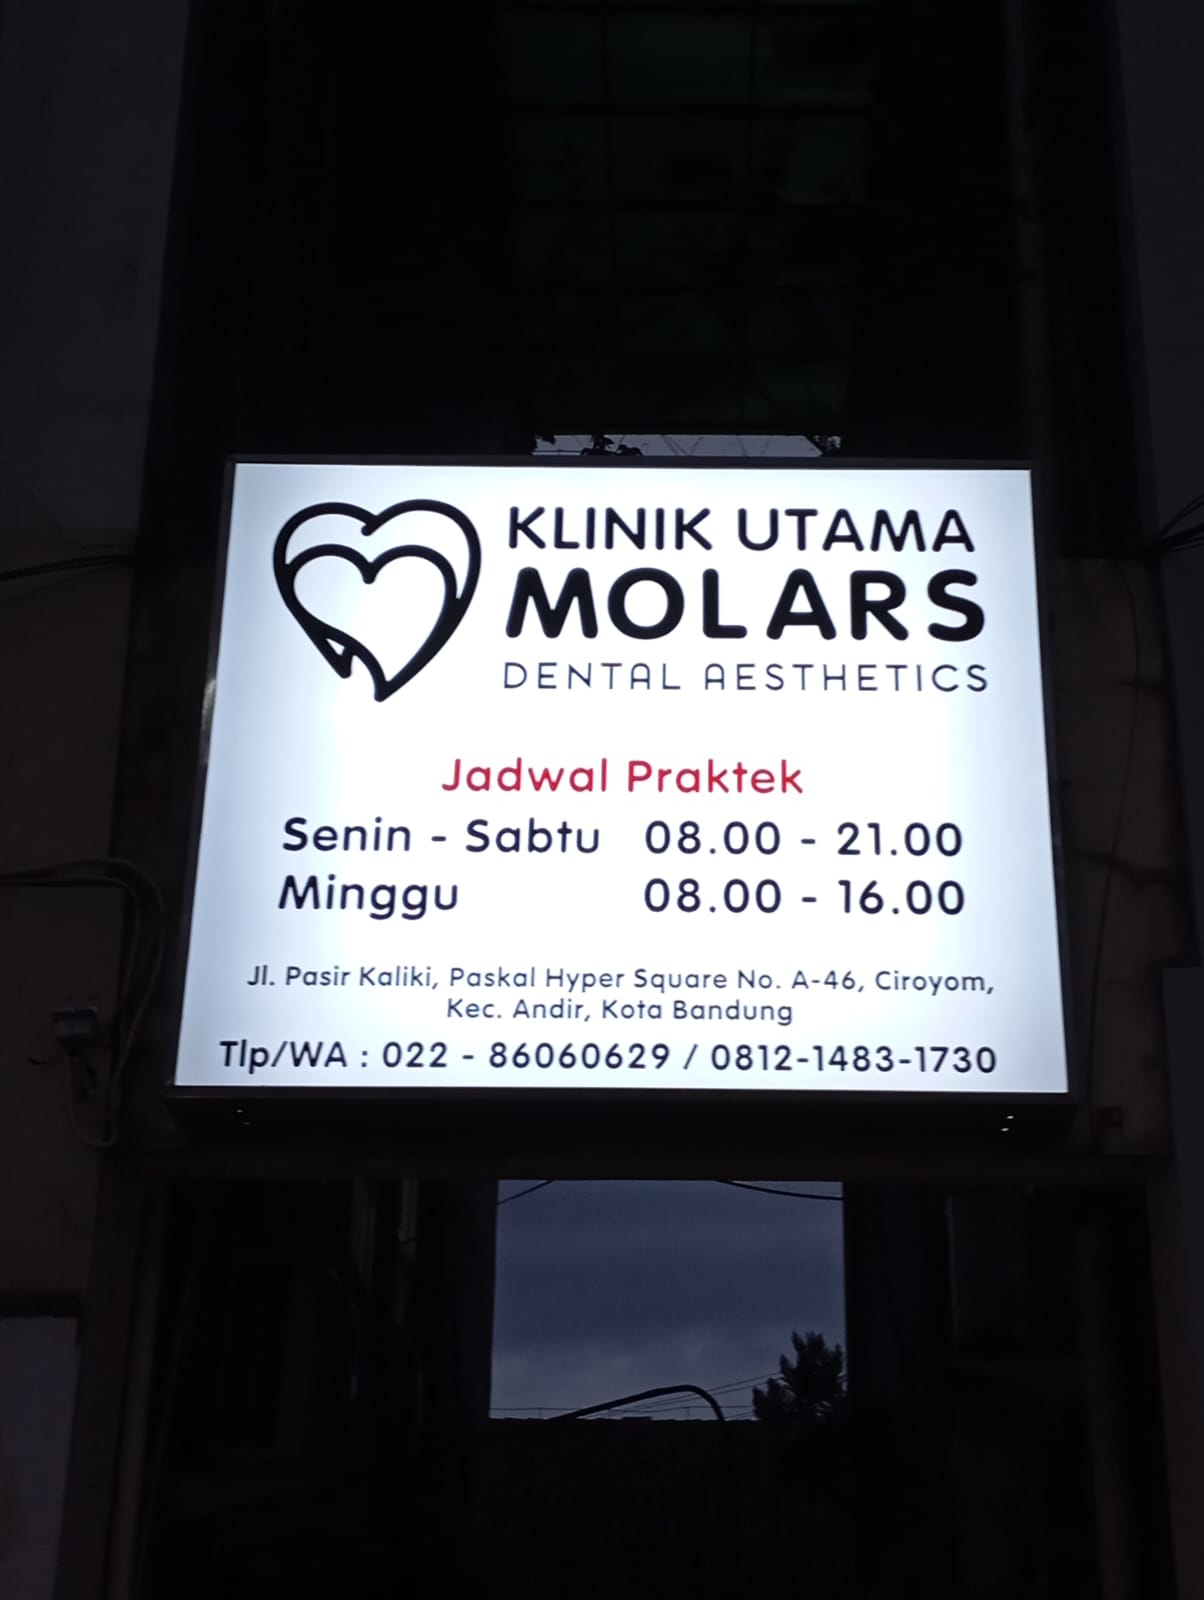 KLINIK UTAMA
MOLARS
DENTAL AESTHETICS
Jadwal Praktek
Senin - Sabtu 08.00 - 21.00
Minggu 08.00 - 16.00
Jl. Pasir Kaliki, Paskal Hyper Square No. A-46, Ciroyom,
Kec. Andir, Kota Bandung
Tlp/WA : 022 - 86060629 / 0812-1483-1730